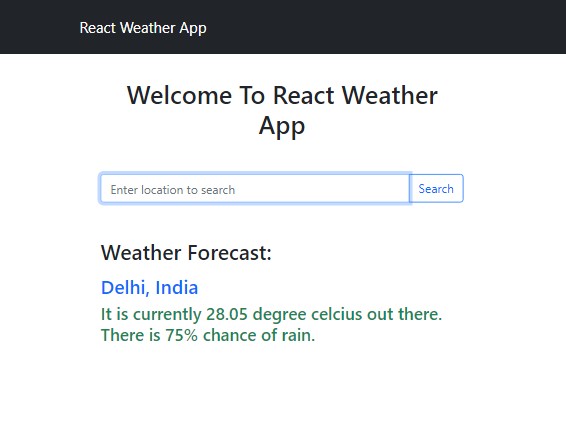 React Weather App
Welcome To React Weather
App
Enter location to search
Search
Weather Forecast:
Delhi, India
It is currently 28.05 degree celcius out there.
There is 75% chance of rain.